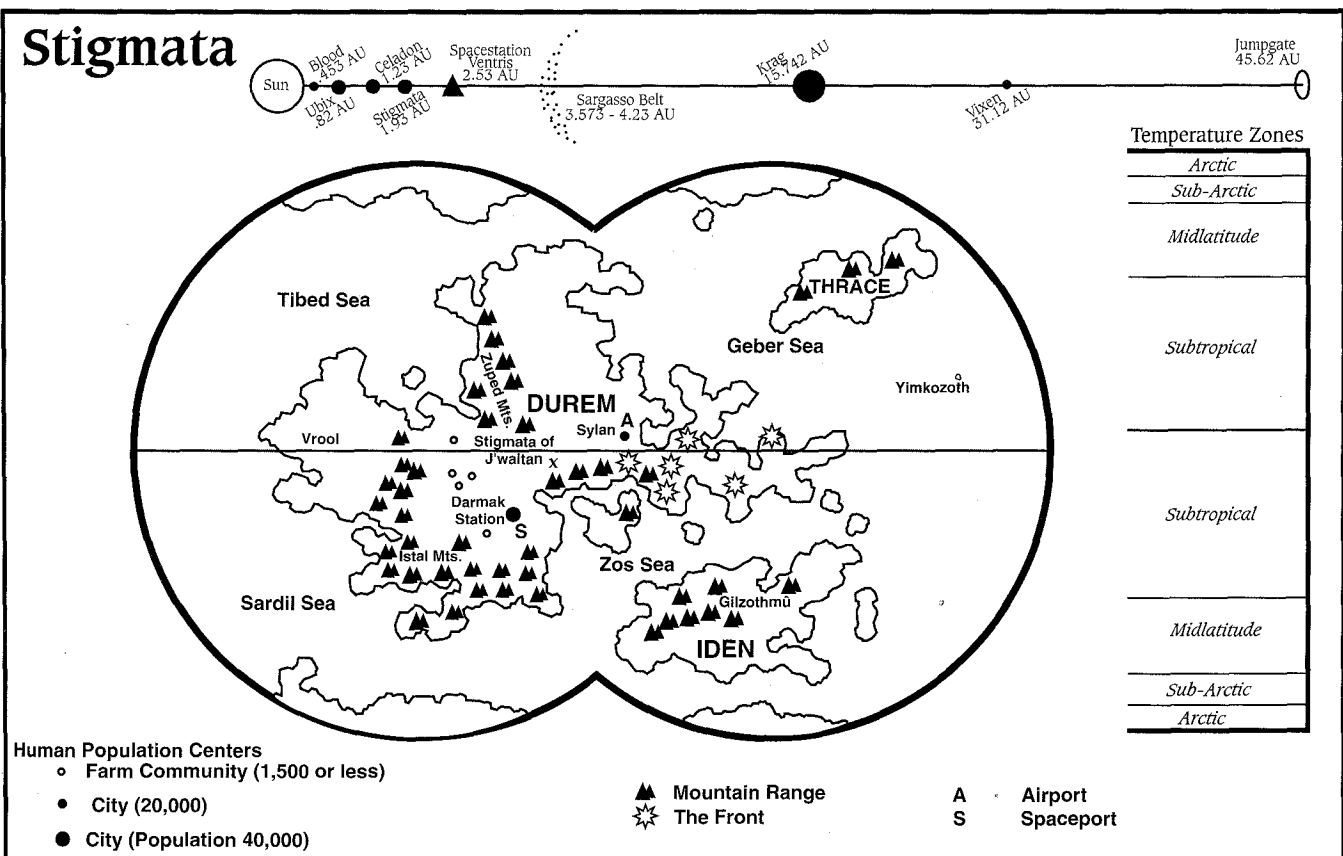 Stigmata
Sun
Blood
.453 AU
Ubix
.82 AU
Celadon
1.23 AU
Stigmata
1.93 AU
Spacestation
Ventris
2.53 AU
Sargasso Belt
3.573 - 4.23 AU
Krag
15.742 AU
Vixen
31.12 AU
Jumpgate
45.62 AU
Temperature Zones
Arctic
Sub-Arctic
Midlatitude
Subtropical
Subtropical
Midlatitude
Sub-Arctic
Arctic
Tibed Sea
THRACE
Geber Sea
Yimkozoth
Zuped Mts.
DUREM
A
Sylan
Vrool
Stigmata of
J'waltan
x
Darmak
Station
S
Istal Mts.
Zos Sea
Sardil Sea
Gilzothmû
IDEN
Human Population Centers
Farm Community (1,500 or less)
City (20,000)
City (Population 40,000)
Mountain Range
The Front
A Airport
S Spaceport